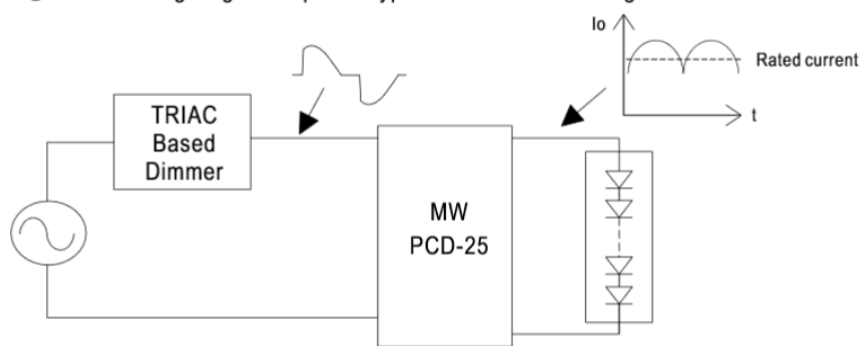 Io
Rated current
t
TRIAC
Based
Dimmer
MW
PCD-25